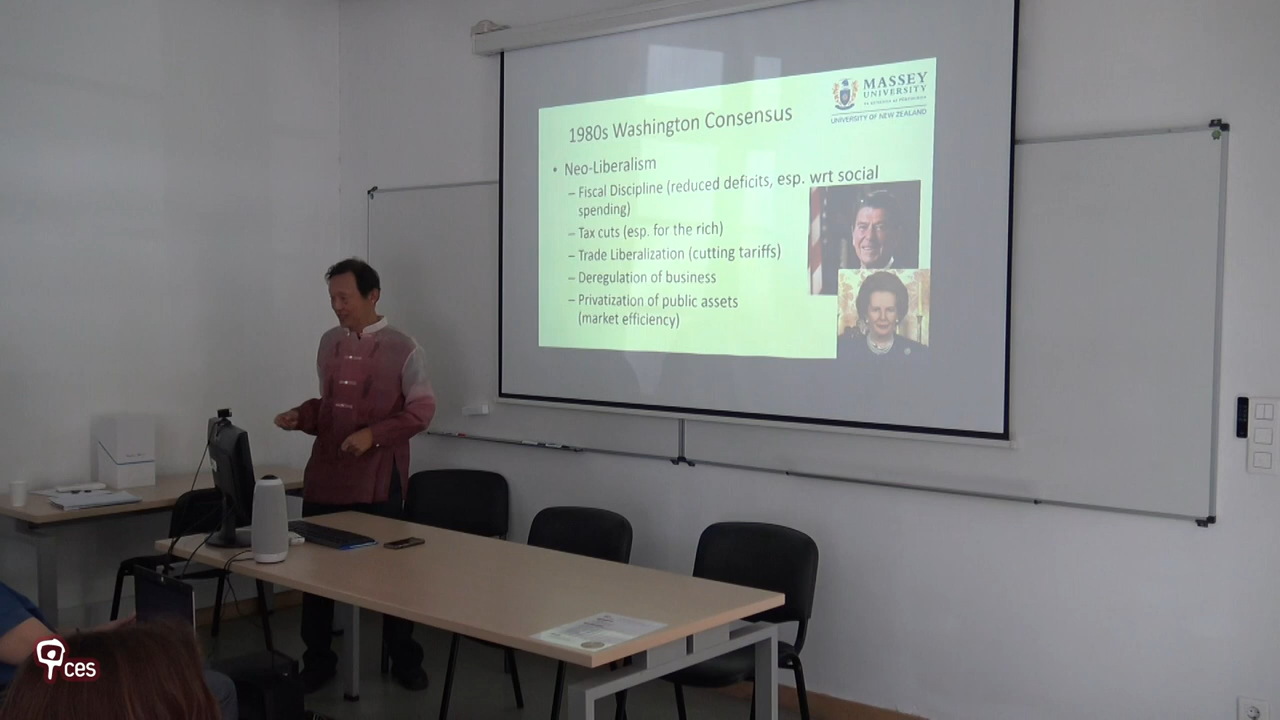 MASSEY
UNIVERSITY
UNIVERSITY OF NEW ZEALAND
1980s Washington Consensus
• Neo-Liberalism
– Fiscal Discipline (reduced deficits, esp. wrt social
spending)
– Tax cuts (esp. for the rich)
– Trade Liberalization (cutting tariffs)
– Deregulation of business
– Privatization of public assets
(market efficiency)
ces